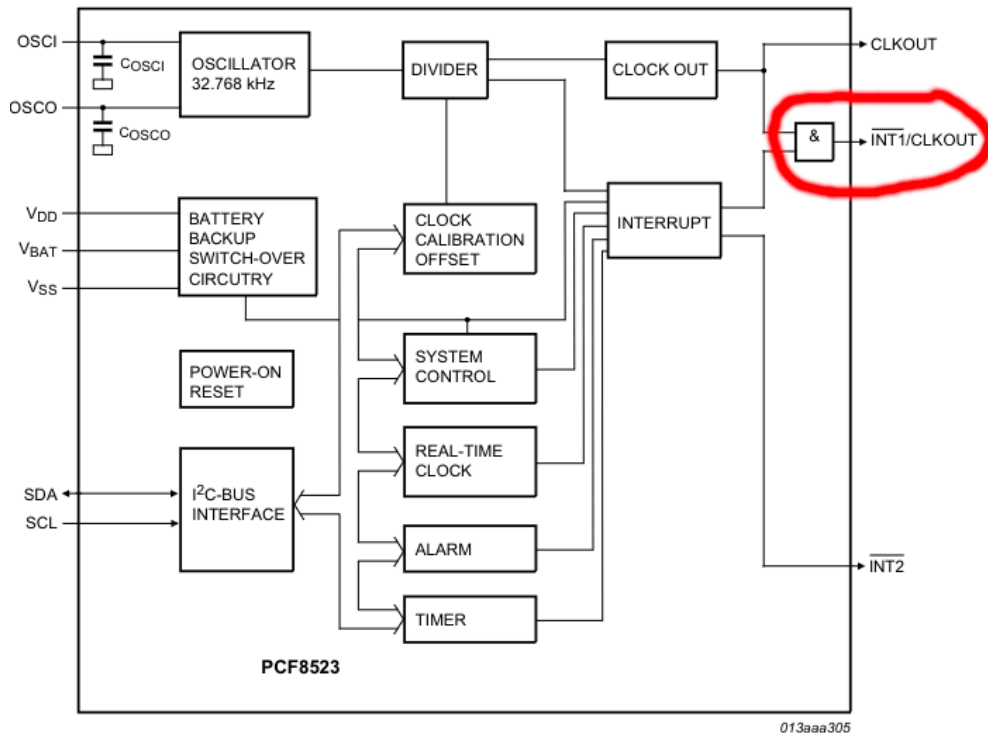 OSCI
COSCI
OSCILLATOR
32.768 kHz
DIVIDER
CLOCK OUT
CLKOUT
OSCO
COSCO
&
INT1/CLKOUT
VDD
VBAT
VSS
BATTERY
BACKUP
SWITCH-OVER
CIRCUTRY
CLOCK
CALIBRATION
OFFSET
INTERRUPT
POWER-ON
RESET
SYSTEM
CONTROL
REAL-TIME
CLOCK
SDA
SCL
I²C-BUS
INTERFACE
ALARM
INT2
TIMER
PCF8523
013aaa305